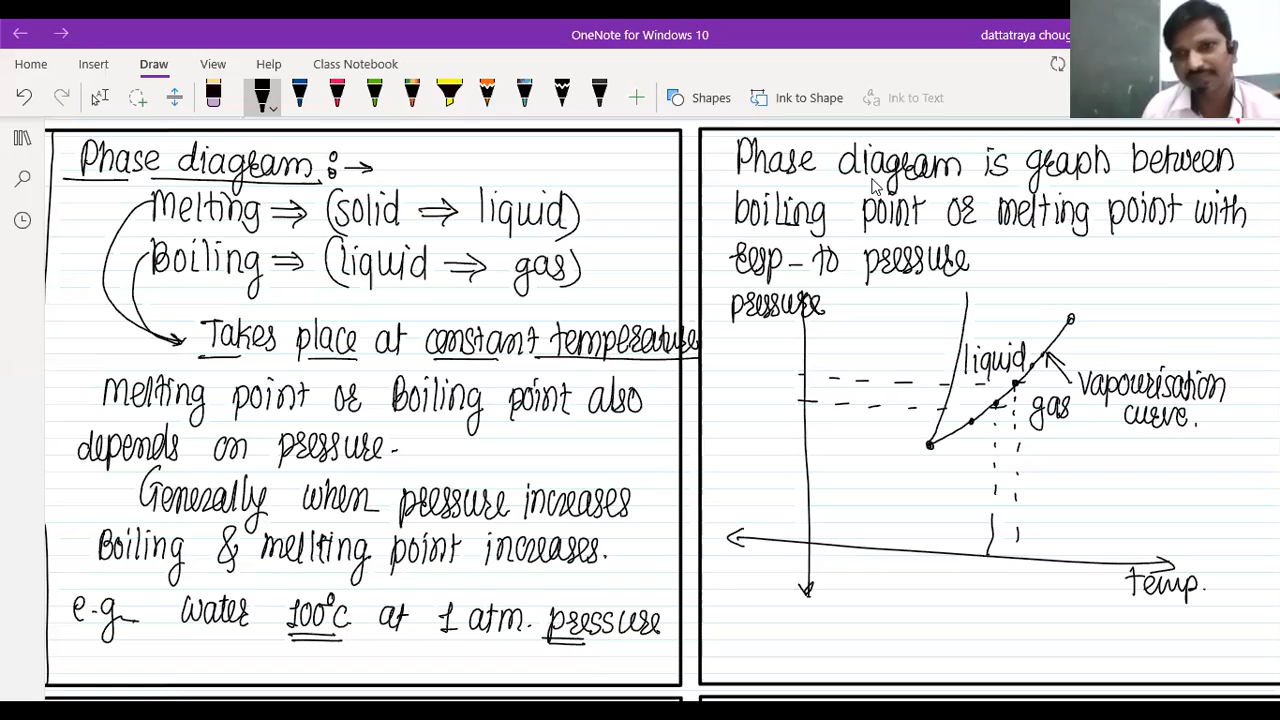 OneNote for Windows 10
dattatraya choug
Home Insert Draw View Help Class Notebook
Shapes Ink to Shape Ink to Text
Phase diagram :→
Melting ⇒ (solid ⇒ liquid)
Boiling ⇒ (liquid ⇒ gas)
Takes place at constant temperature
Melting point or Boiling point also
depends on pressure.
Generally when pressure increases
Boiling & melting point increases.
e.g. water 100°C at 1 atm. pressure
Phase diagram is graph between
boiling point or melting point with
resp- to pressure
pressure
liquid
gas
vapourisation
curve.
temp.